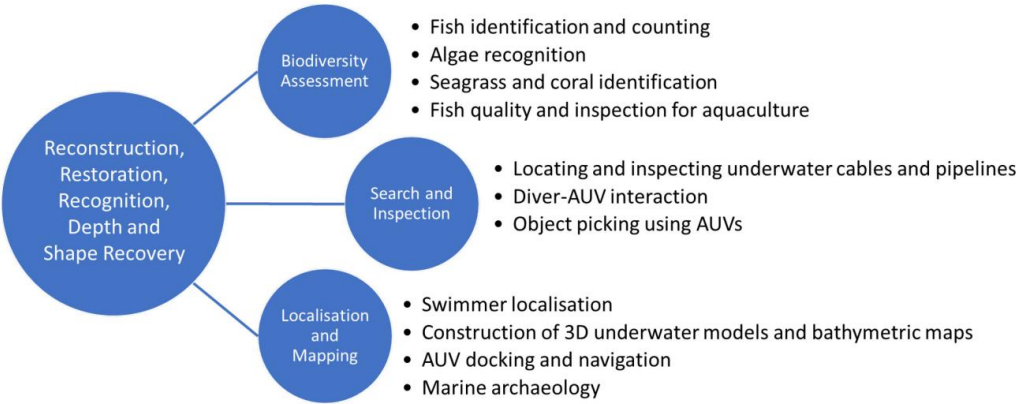 Reconstruction,
Restoration,
Recognition,
Depth and
Shape Recovery
Biodiversity
Assessment
• Fish identification and counting
• Algae recognition
• Seagrass and coral identification
• Fish quality and inspection for aquaculture
Search and
Inspection
• Locating and inspecting underwater cables and pipelines
• Diver-AUV interaction
• Object picking using AUVs
Localisation
and
Mapping
• Swimmer localisation
• Construction of 3D underwater models and bathymetric maps
• AUV docking and navigation
• Marine archaeology